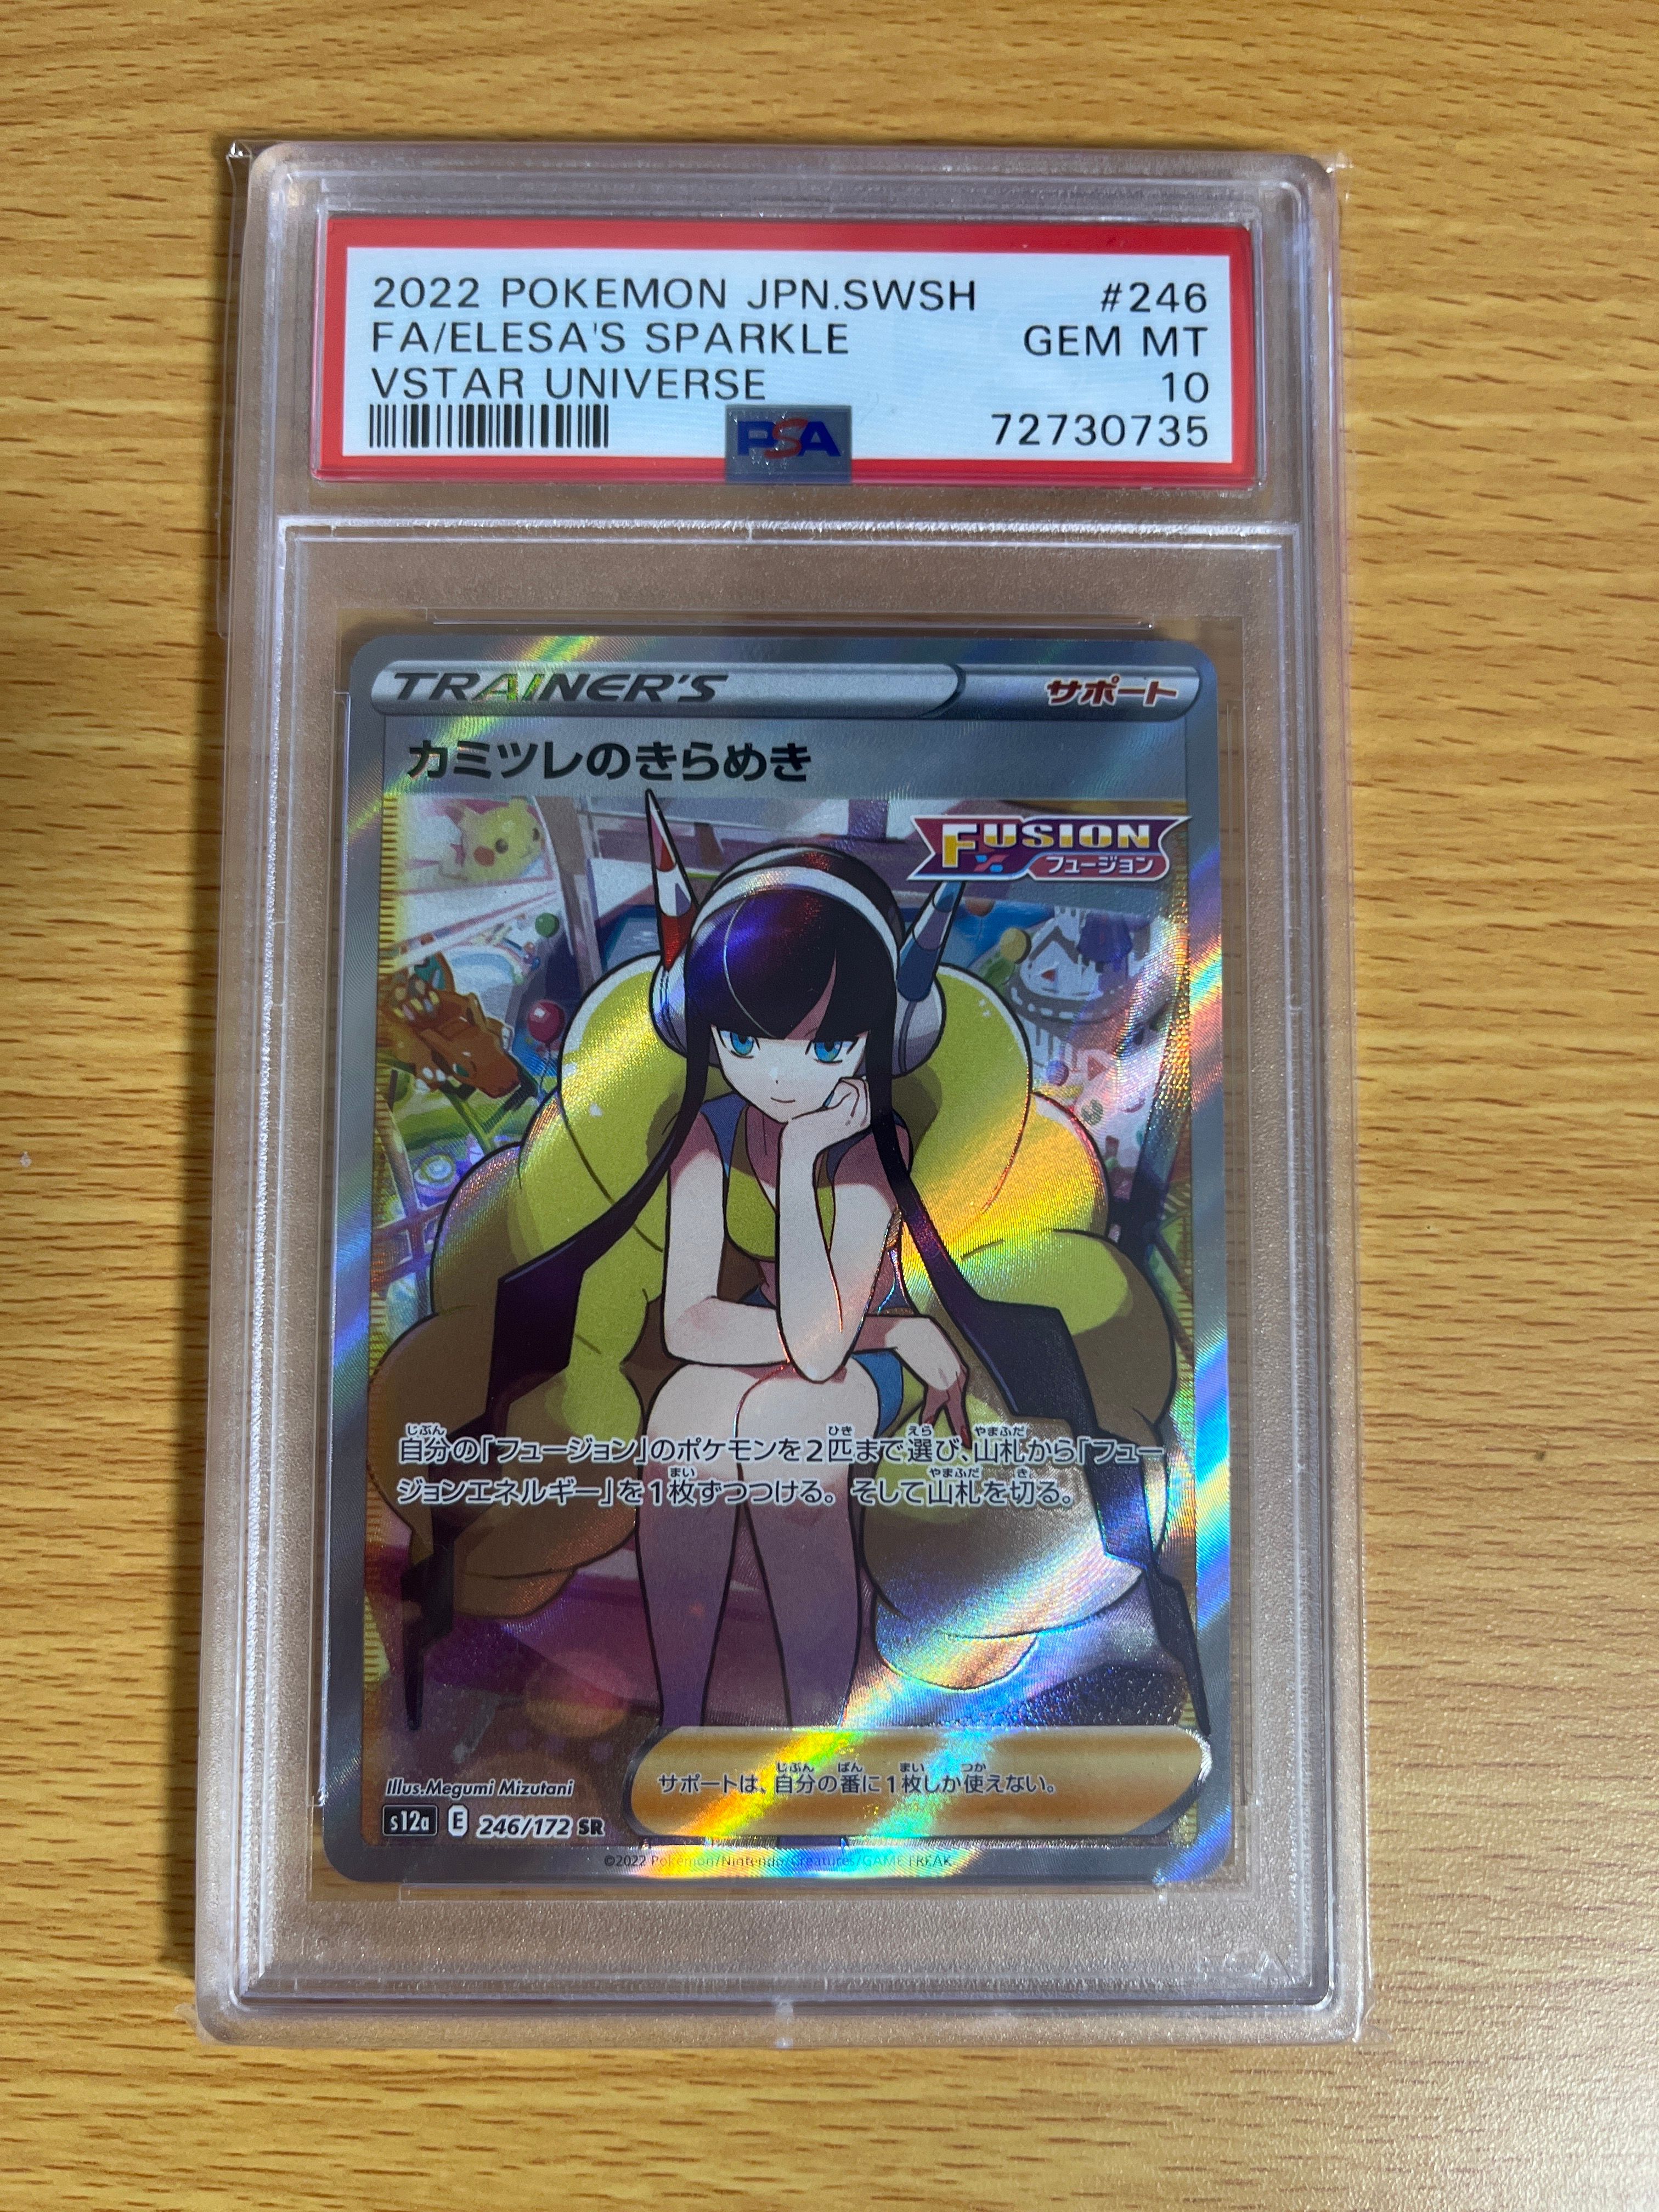 2022 POKEMON JPN.SWSH #246
FA/ELESA'S SPARKLE GEM MT
VSTAR UNIVERSE 10
PSA 72730735
TRAINER'S サポート
カミツレのきらめき
FUSION
フュージョン
自分の「フュージョン」のポケモンを2匹まで選び、山札から「フュー
ジョンエネルギー」を1枚ずつつける。そして山札を切る。
サポートは、自分の番に1枚しか使えない。
Illus.Megumi Mizutani
s12a E 246/172 SR
©2022 Pokémon/Nintendo/Creatures/GAME FREAK